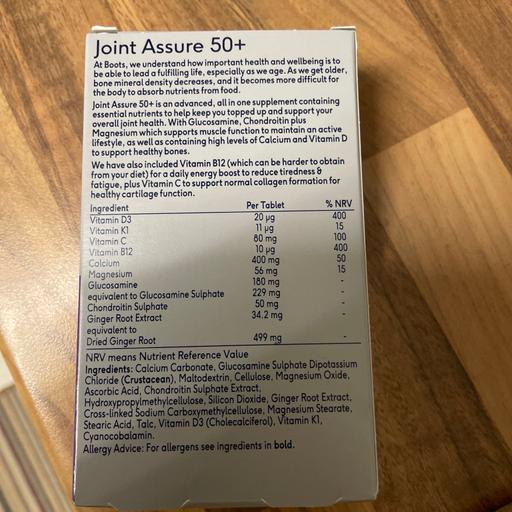 Joint Assure 50+
At Boots, we understand how important health and wellbeing is to
be able to lead a fulfilling life, especially as we age. As we get older,
bone mineral density decreases, and it becomes more difficult for
the body to absorb nutrients from food.
Joint Assure 50+ is an advanced, all in one supplement containing
essential nutrients to help keep you topped up and support your
overall joint health. With Glucosamine, Chondroitin plus
Magnesium which supports muscle function to maintain an active
lifestyle, as well as containing high levels of Calcium and Vitamin D
to support healthy bones.
We have also included Vitamin B12 (which can be harder to obtain
from your diet) for a daily energy boost to reduce tiredness &
fatigue, plus Vitamin C to support normal collagen formation for
healthy cartilage function.
Ingredient Per Tablet % NRV
Vitamin D3 20 µg 400
Vitamin K1 11 µg 15
Vitamin C 80 mg 100
Vitamin B12 10 µg 400
Calcium 400 mg 50
Magnesium 56 mg 15
Glucosamine 180 mg -
equivalent to Glucosamine Sulphate 229 mg -
Chondroitin Sulphate 50 mg -
Ginger Root Extract 34.2 mg -
equivalent to
Dried Ginger Root 499 mg -
NRV means Nutrient Reference Value
Ingredients: Calcium Carbonate, Glucosamine Sulphate Dipotassium
Chloride (Crustacean), Maltodextrin, Cellulose, Magnesium Oxide,
Ascorbic Acid, Chondroitin Sulphate Extract,
Hydroxypropylmethylcellulose, Silicon Dioxide, Ginger Root Extract,
Cross-linked Sodium Carboxymethylcellulose, Magnesium Stearate,
Stearic Acid, Talc, Vitamin D3 (Cholecalciferol), Vitamin K1,
Cyanocobalamin.
Allergy Advice: For allergens see ingredients in bold.